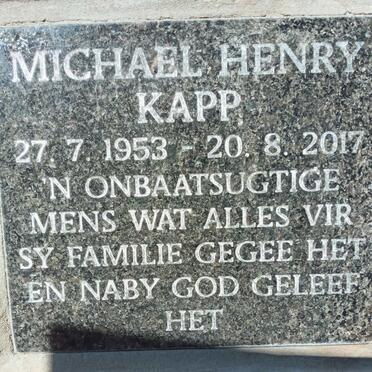 MICHAEL HENRY
KAPP
27. 7. 1953 - 20. 8. 2017
'N ONBAATSUGTIGE
MENS WAT ALLES VIR
SY FAMILIE GEGEE HET
EN NABY GOD GELEEF
HET